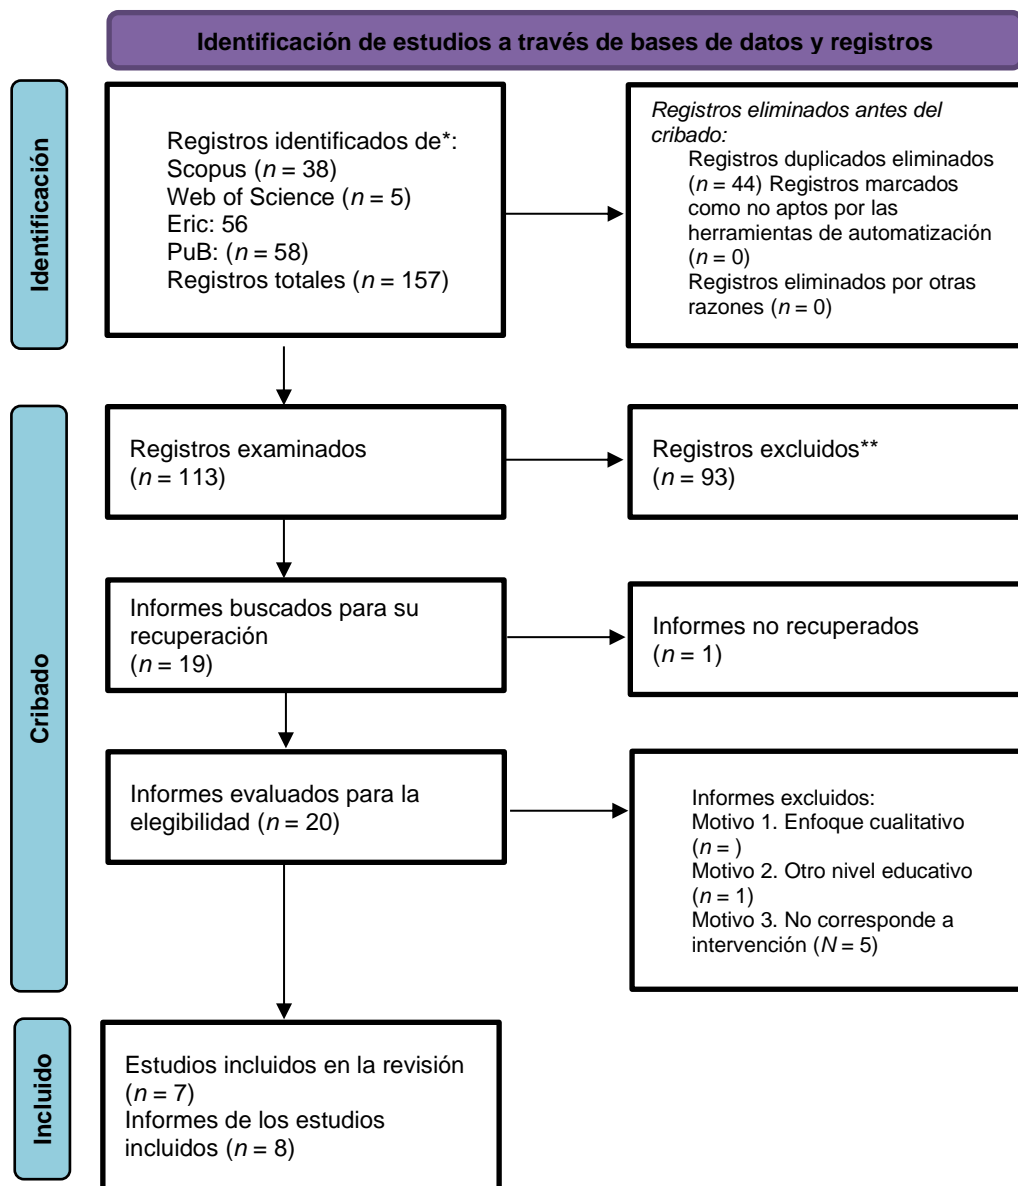 Identificación de estudios a través de bases de datos y registros
Identificación
Registros identificados de*:
Scopus (n = 38)
Web of Science (n = 5)
Eric: 56
PuB: (n = 58)
Registros totales (n = 157)
Registros eliminados antes del
cribado:
Registros duplicados eliminados
(n = 44) Registros marcados
como no aptos por las
herramientas de automatización
(n = 0)
Registros eliminados por otras
razones (n = 0)
Cribado
Registros examinados
(n = 113)
Registros excluidos**
(n = 93)
Informes buscados para su
recuperación
(n = 19)
Informes no recuperados
(n = 1)
Informes evaluados para la
elegibilidad (n = 20)
Informes excluidos:
Motivo 1. Enfoque cualitativo
(n = )
Motivo 2. Otro nivel educativo
(n = 1)
Motivo 3. No corresponde a
intervención (N = 5)
Incluido
Estudios incluidos en la revisión
(n = 7)
Informes de los estudios
incluidos (n = 8)